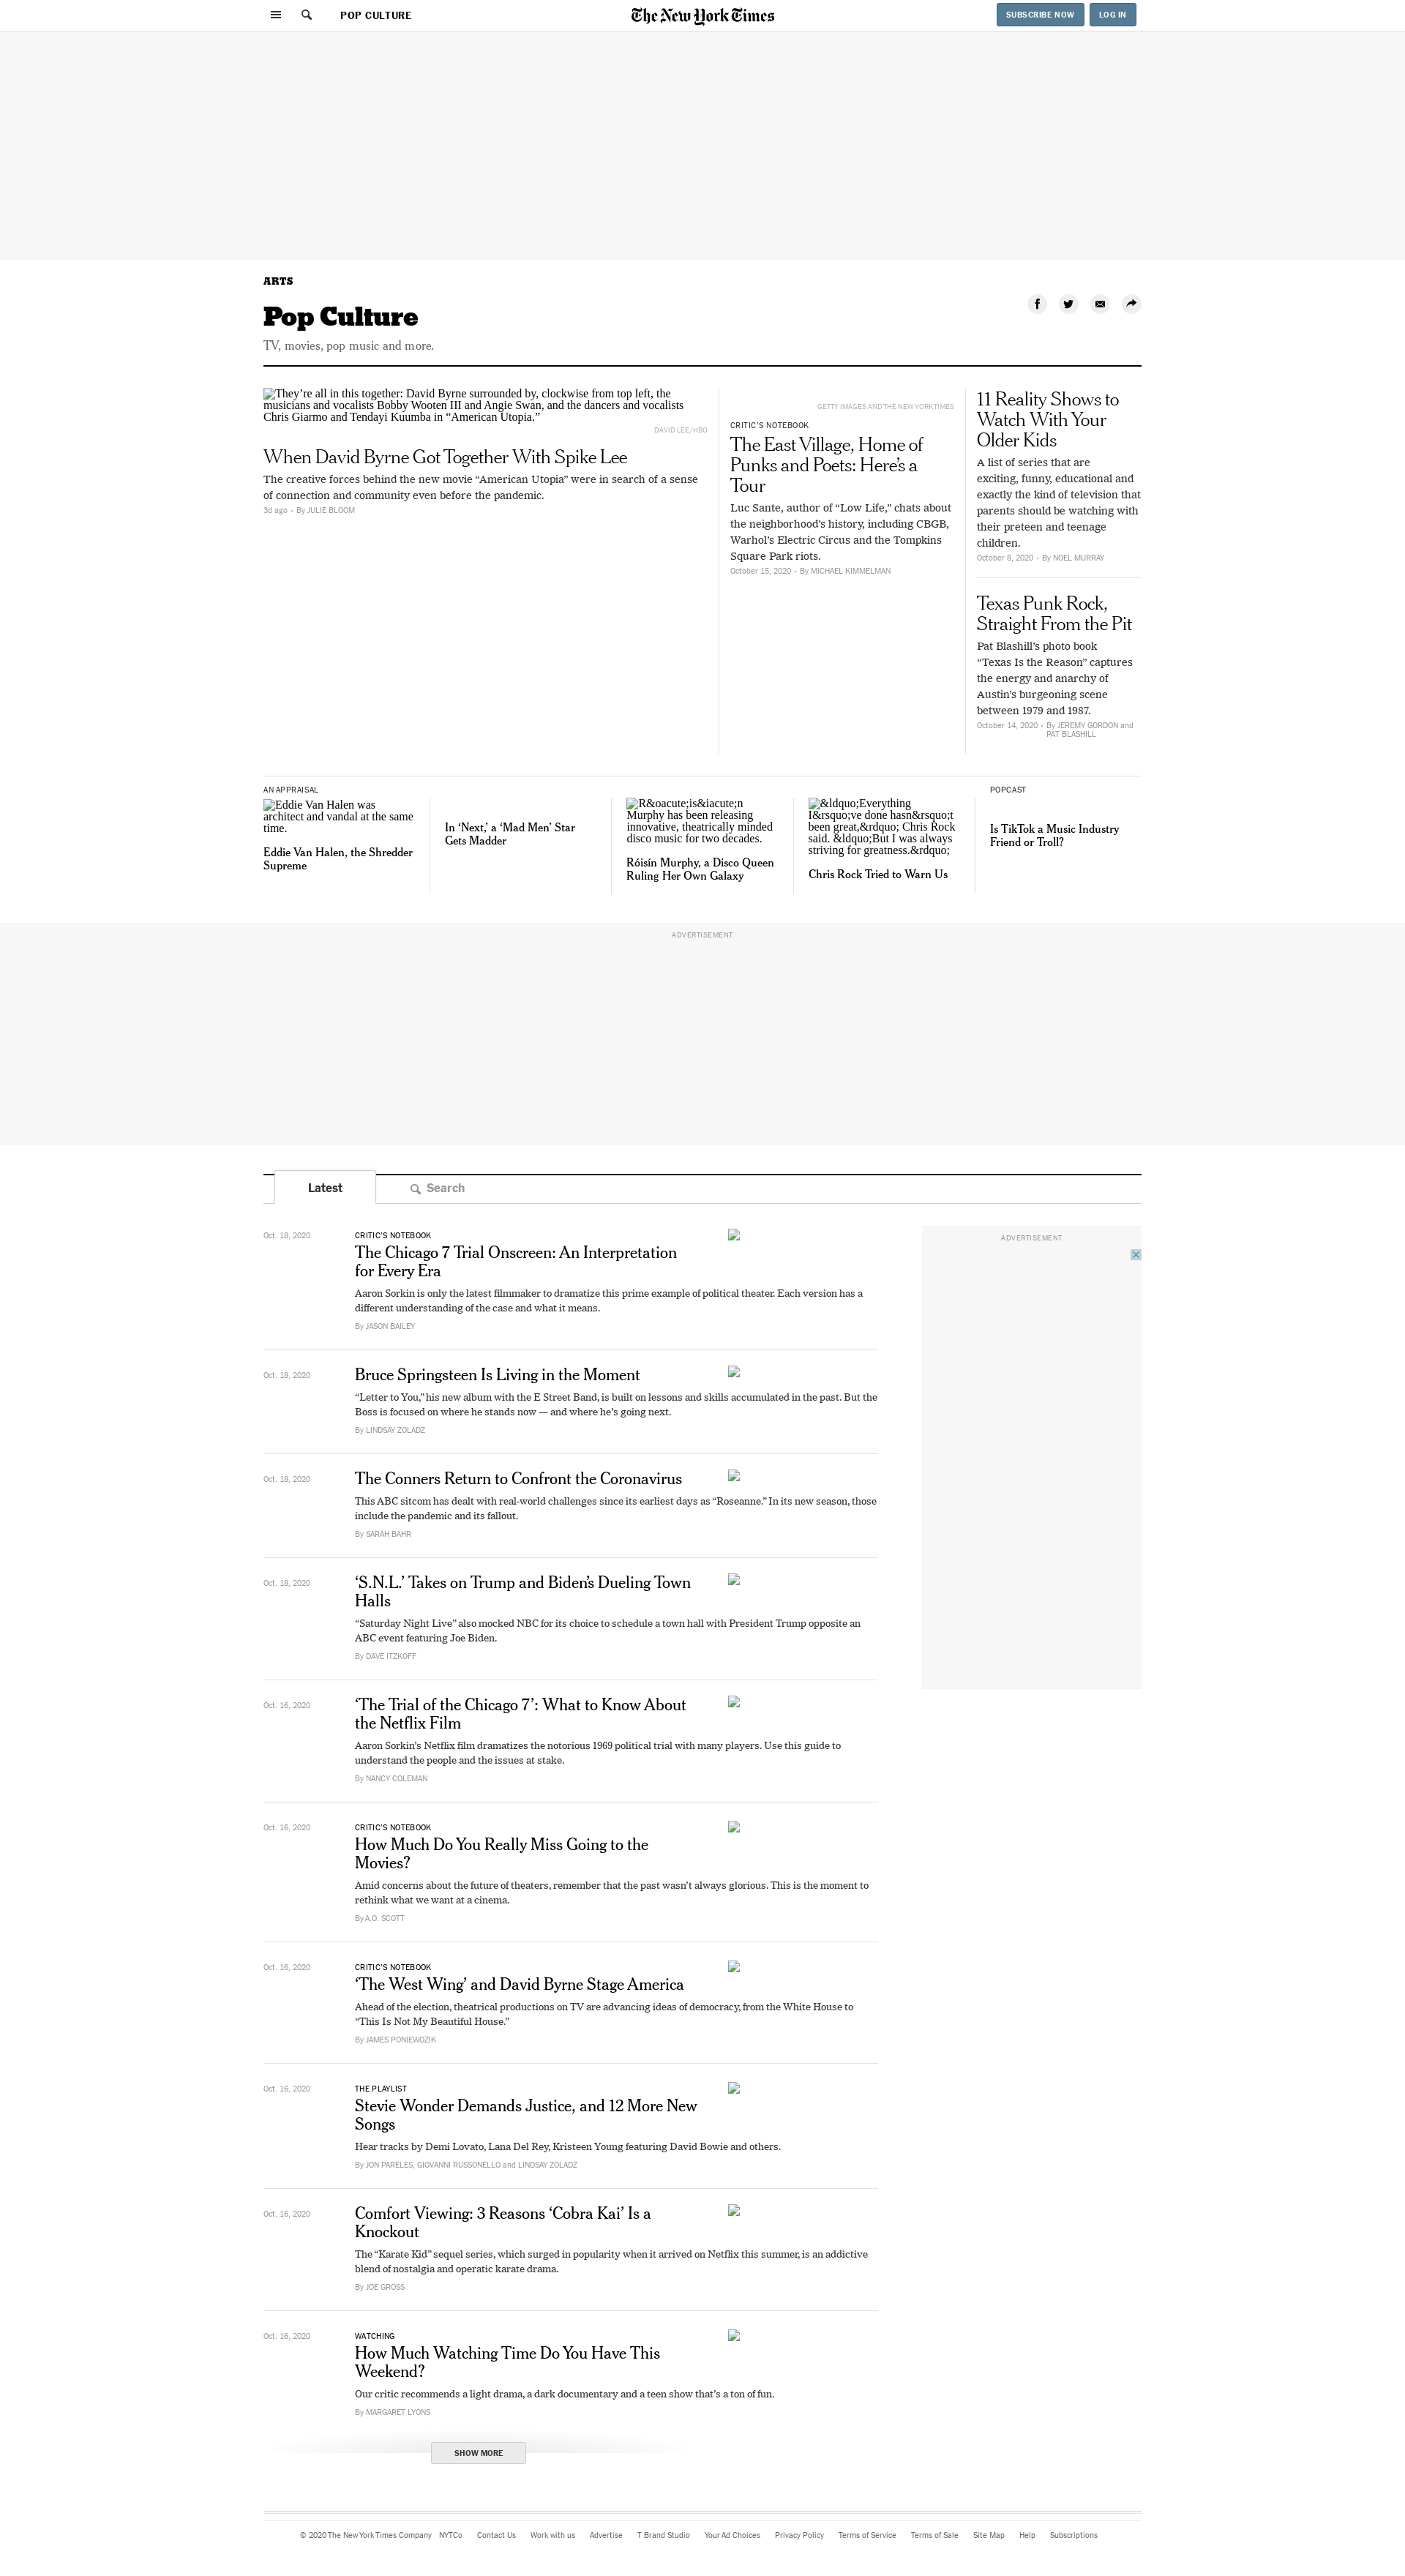 POP CULTURE
The New York Times
SUBSCRIBE NOW
LOG IN
ARTS
Pop Culture
TV, movies, pop music and more.
They’re all in this together: David Byrne surrounded by, clockwise from top left, the
musicians and vocalists Bobby Wooten III and Angie Swan, and the dancers and vocalists
Chris Giarmo and Tendayi Kuumba in “American Utopia.”
DAVID LEE/HBO
When David Byrne Got Together With Spike Lee
The creative forces behind the new movie “American Utopia” were in search of a sense
of connection and community even before the pandemic.
3d ago • By JULIE BLOOM
GETTY IMAGES AND THE NEW YORK TIMES
CRITIC’S NOTEBOOK
The East Village, Home of
Punks and Poets: Here’s a
Tour
Luc Sante, author of “Low Life,” chats about
the neighborhood’s history, including CBGB,
Warhol’s Electric Circus and the Tompkins
Square Park riots.
October 15, 2020 • By MICHAEL KIMMELMAN
11 Reality Shows to
Watch With Your
Older Kids
A list of series that are
exciting, funny, educational and
exactly the kind of television that
parents should be watching with
their preteen and teenage
children.
October 8, 2020 • By NOEL MURRAY
Texas Punk Rock,
Straight From the Pit
Pat Blashill’s photo book
“Texas Is the Reason” captures
the energy and anarchy of
Austin’s burgeoning scene
between 1979 and 1987.
October 14, 2020 • By JEREMY GORDON and
PAT BLASHILL
AN APPRAISAL
Eddie Van Halen was
architect and vandal at the same
time.
Eddie Van Halen, the Shredder
Supreme
In ‘Next,’ a ‘Mad Men’ Star
Gets Madder
R&oacute;is&iacute;n
Murphy has been releasing
innovative, theatrically minded
disco music for two decades.
Róisín Murphy, a Disco Queen
Ruling Her Own Galaxy
&ldquo;Everything
I&rsquo;ve done hasn&rsquo;t
been great,&rdquo; Chris Rock
said. &ldquo;But I was always
striving for greatness.&rdquo;
Chris Rock Tried to Warn Us
POPCAST
Is TikTok a Music Industry
Friend or Troll?
ADVERTISEMENT
Latest
Search
ADVERTISEMENT
Oct. 18, 2020
CRITIC’S NOTEBOOK
The Chicago 7 Trial Onscreen: An Interpretation
for Every Era
Aaron Sorkin is only the latest filmmaker to dramatize this prime example of political theater. Each version has a
different understanding of the case and what it means.
By JASON BAILEY
Oct. 18, 2020
Bruce Springsteen Is Living in the Moment
“Letter to You,” his new album with the E Street Band, is built on lessons and skills accumulated in the past. But the
Boss is focused on where he stands now — and where he’s going next.
By LINDSAY ZOLADZ
Oct. 18, 2020
The Conners Return to Confront the Coronavirus
This ABC sitcom has dealt with real-world challenges since its earliest days as “Roseanne.” In its new season, those
include the pandemic and its fallout.
By SARAH BAHR
Oct. 18, 2020
‘S.N.L.’ Takes on Trump and Biden’s Dueling Town
Halls
“Saturday Night Live” also mocked NBC for its choice to schedule a town hall with President Trump opposite an
ABC event featuring Joe Biden.
By DAVE ITZKOFF
Oct. 16, 2020
‘The Trial of the Chicago 7’: What to Know About
the Netflix Film
Aaron Sorkin’s Netflix film dramatizes the notorious 1969 political trial with many players. Use this guide to
understand the people and the issues at stake.
By NANCY COLEMAN
Oct. 16, 2020
CRITIC’S NOTEBOOK
How Much Do You Really Miss Going to the
Movies?
Amid concerns about the future of theaters, remember that the past wasn’t always glorious. This is the moment to
rethink what we want at a cinema.
By A.O. SCOTT
Oct. 16, 2020
CRITIC’S NOTEBOOK
‘The West Wing’ and David Byrne Stage America
Ahead of the election, theatrical productions on TV are advancing ideas of democracy, from the White House to
“This Is Not My Beautiful House.”
By JAMES PONIEWOZIK
Oct. 16, 2020
THE PLAYLIST
Stevie Wonder Demands Justice, and 12 More New
Songs
Hear tracks by Demi Lovato, Lana Del Rey, Kristeen Young featuring David Bowie and others.
By JON PARELES, GIOVANNI RUSSONELLO and LINDSAY ZOLADZ
Oct. 16, 2020
Comfort Viewing: 3 Reasons ‘Cobra Kai’ Is a
Knockout
The “Karate Kid” sequel series, which surged in popularity when it arrived on Netflix this summer, is an addictive
blend of nostalgia and operatic karate drama.
By JOE GROSS
Oct. 16, 2020
WATCHING
How Much Watching Time Do You Have This
Weekend?
Our critic recommends a light drama, a dark documentary and a teen show that’s a ton of fun.
By MARGARET LYONS
SHOW MORE
© 2020 The New York Times Company NYTCo Contact Us Work with us Advertise T Brand Studio Your Ad Choices Privacy Policy Terms of Service Terms of Sale Site Map Help Subscriptions